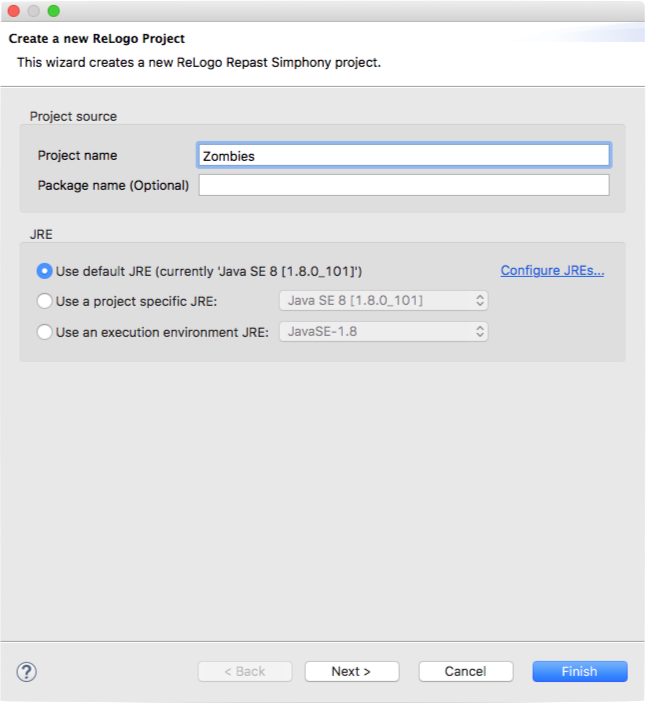 Create a new ReLogo Project
This wizard creates a new ReLogo Repast Simphony project.
Project source
Project name Zombies
Package name (Optional)
JRE
Use default JRE (currently 'Java SE 8 [1.8.0_101]') Configure JREs...
Use a project specific JRE: Java SE 8 [1.8.0_101]
Use an execution environment JRE: JavaSE-1.8
? < Back Next > Cancel Finish